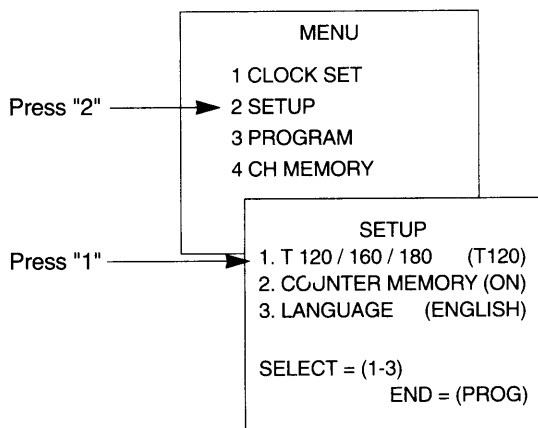 MENU
1 CLOCK SET
Press "2" 2 SETUP
3 PROGRAM
4 CH MEMORY
SETUP
Press "1" 1. T 120 / 160 / 180 (T120)
2. COUNTER MEMORY (ON)
3. LANGUAGE (ENGLISH)
SELECT = (1-3)
END = (PROG)